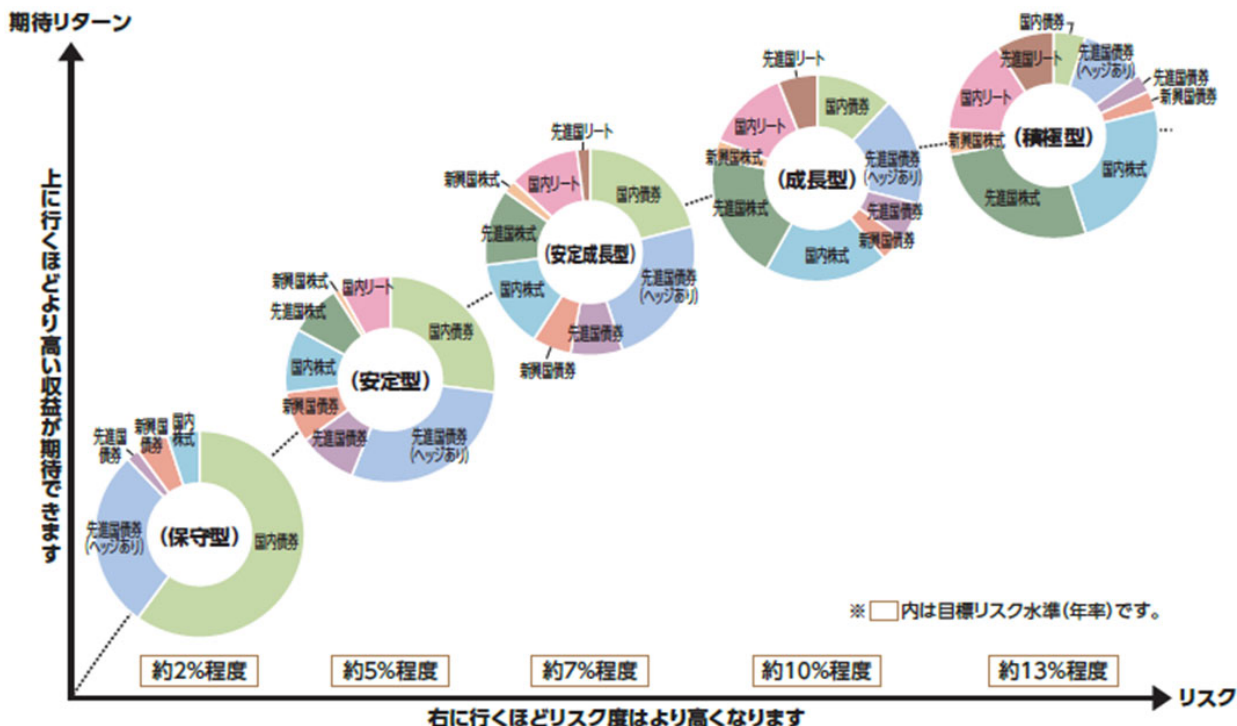 期待リターン
上に行くほどより高い収益が期待できます
国内債券
先進国債券
(ヘッジあり)
先進国
債券
新興国
債券
国内
株式
(保守型)
国内債券
先進国債券
(ヘッジあり)
先進国債券
新興国債券
国内株式
先進国株式
新興国株式
国内リート
(安定型)
国内債券
先進国債券
(ヘッジあり)
先進国債券
新興国債券
国内株式
先進国株式
新興国株式
国内リート
先進国リート
(安定成長型)
国内債券
先進国債券
(ヘッジあり)
先進国債券
新興国債券
国内株式
先進国株式
新興国株式
国内リート
先進国リート
(成長型)
国内債券
先進国債券
(ヘッジあり)
先進国債券
新興国債券
国内株式
先進国株式
新興国株式
国内リート
先進国リート
(積極型)
※□内は目標リスク水準(年率)です。
約2%程度
約5%程度
約7%程度
約10%程度
約13%程度
リスク
右に行くほどリスク度はより高くなります